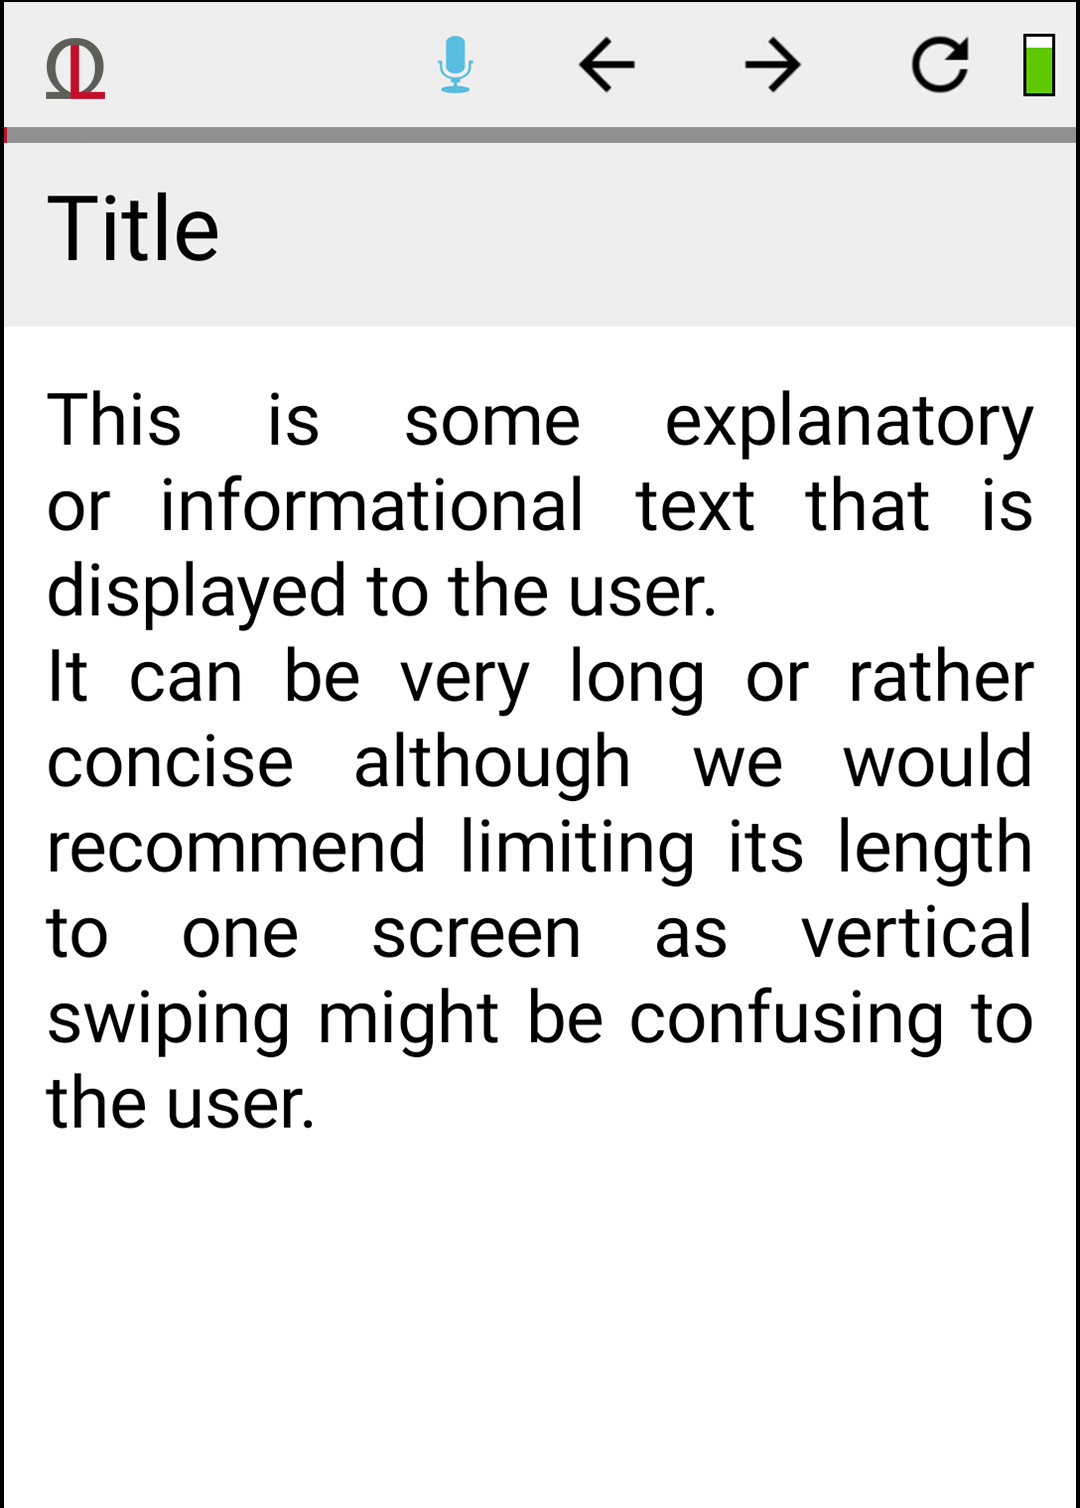 Title
This is some explanatory
or informational text that is
displayed to the user.
It can be very long or rather
concise although we would
recommend limiting its length
to one screen as vertical
swiping might be confusing to
the user.